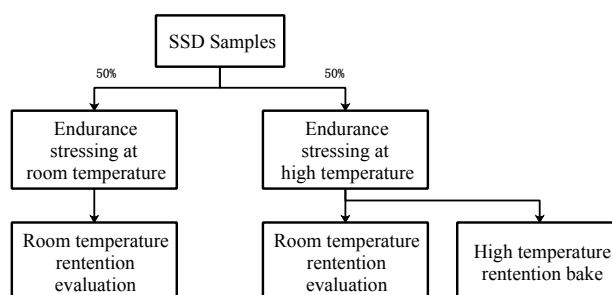 SSD Samples
50%
50%
Endurance
stressing at
room temperature
Endurance
stressing at
high temperature
Room temperature
rentention
evaluation
Room temperature
rentention
evaluation
High temperature
rentention bake